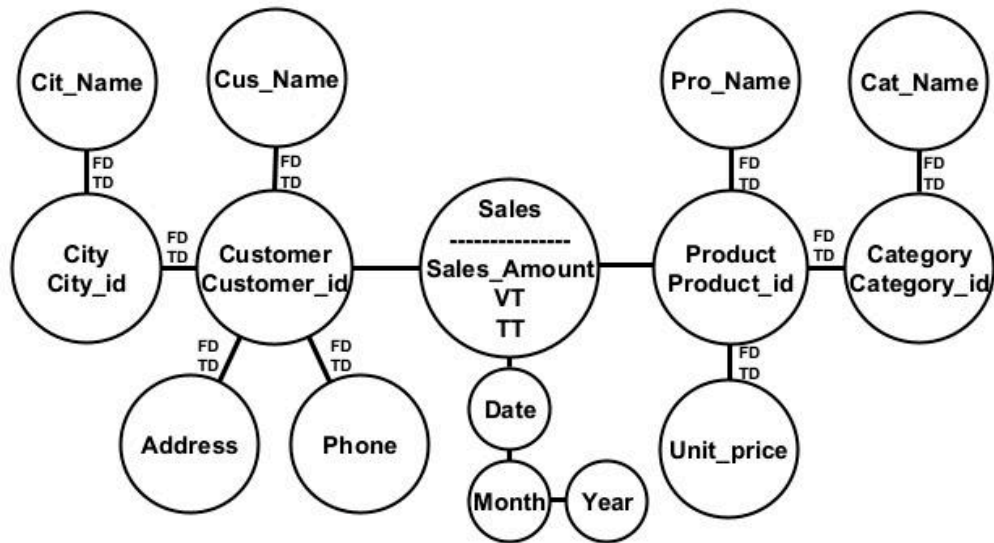 Cit_Name
Cus_Name
Pro_Name
Cat_Name
FD
TD
FD
TD
FD
TD
FD
TD
City
City_id
FD
TD
Customer
Customer_id
Sales
---------------
Sales_Amount
VT
TT
Product
Product_id
FD
TD
Category
Category_id
FD
TD
FD
TD
FD
TD
Address
Phone
Date
Unit_price
Month
Year